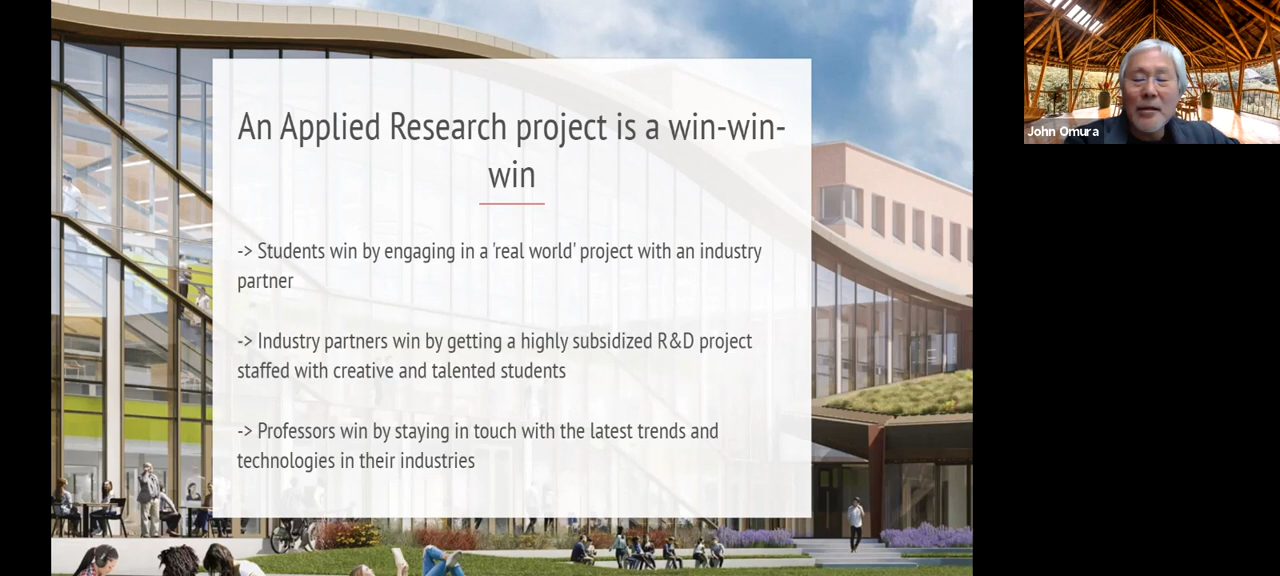 An Applied Research project is a win-win-
win
-> Students win by engaging in a 'real world' project with an industry
partner
-> Industry partners win by getting a highly subsidized R&D project
staffed with creative and talented students
-> Professors win by staying in touch with the latest trends and
technologies in their industries
John Omura